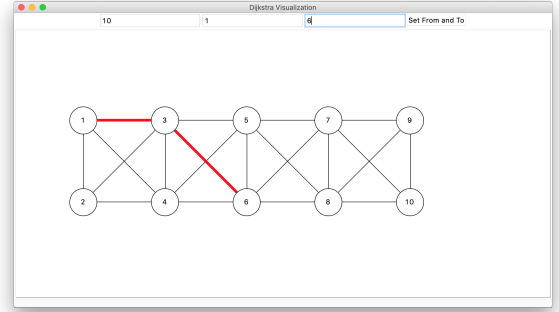 Dijkstra Visualization
10 1 6 Set From and To
1 3 5 7 9
2 4 6 8 10